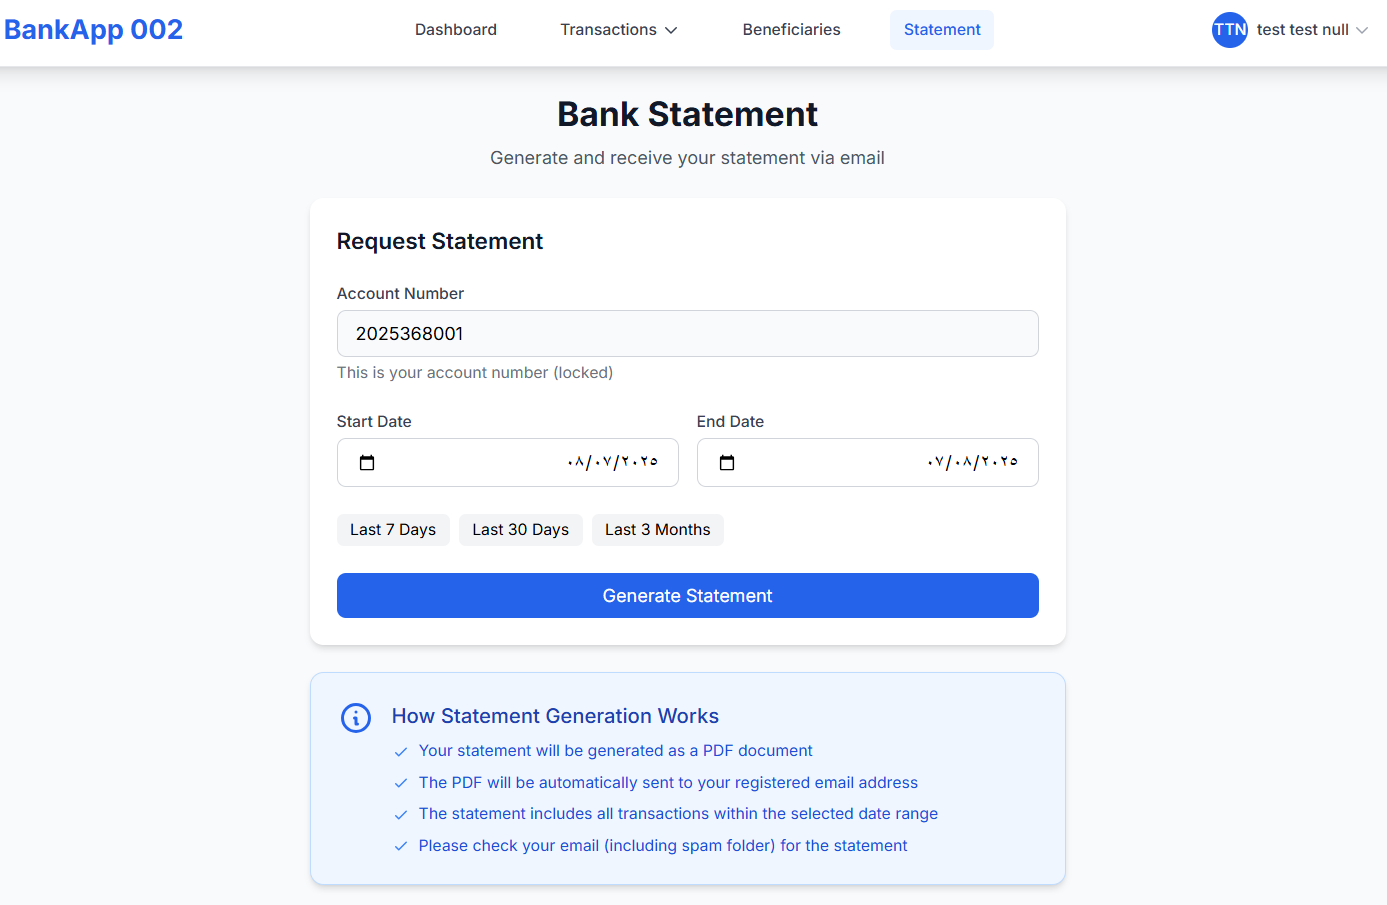 BankApp 002
Dashboard
Transactions
Beneficiaries
Statement
TTN
test test null
Bank Statement
Generate and receive your statement via email
Request Statement
Account Number
2025368001
This is your account number (locked)
Start Date
End Date
٠٨/٠٧/٢٠٢٥
٠٧/٠٨/٢٠٢٥
Last 7 Days
Last 30 Days
Last 3 Months
Generate Statement
How Statement Generation Works
Your statement will be generated as a PDF document
The PDF will be automatically sent to your registered email address
The statement includes all transactions within the selected date range
Please check your email (including spam folder) for the statement